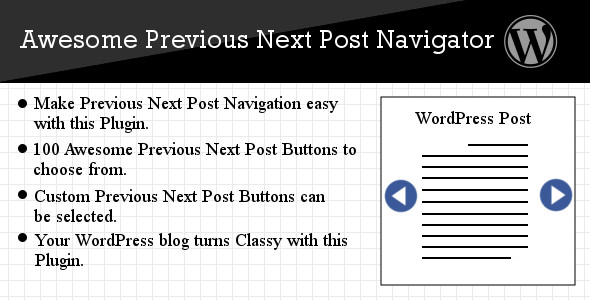 Awesome Previous Next Post Navigator
Make Previous Next Post Navigation easy
with this Plugin.
100 Awesome Previous Next Post Buttons to
choose from.
Custom Previous Next Post Buttons can
be selected.
Your WordPress blog turns Classy with this
Plugin.
WordPress Post